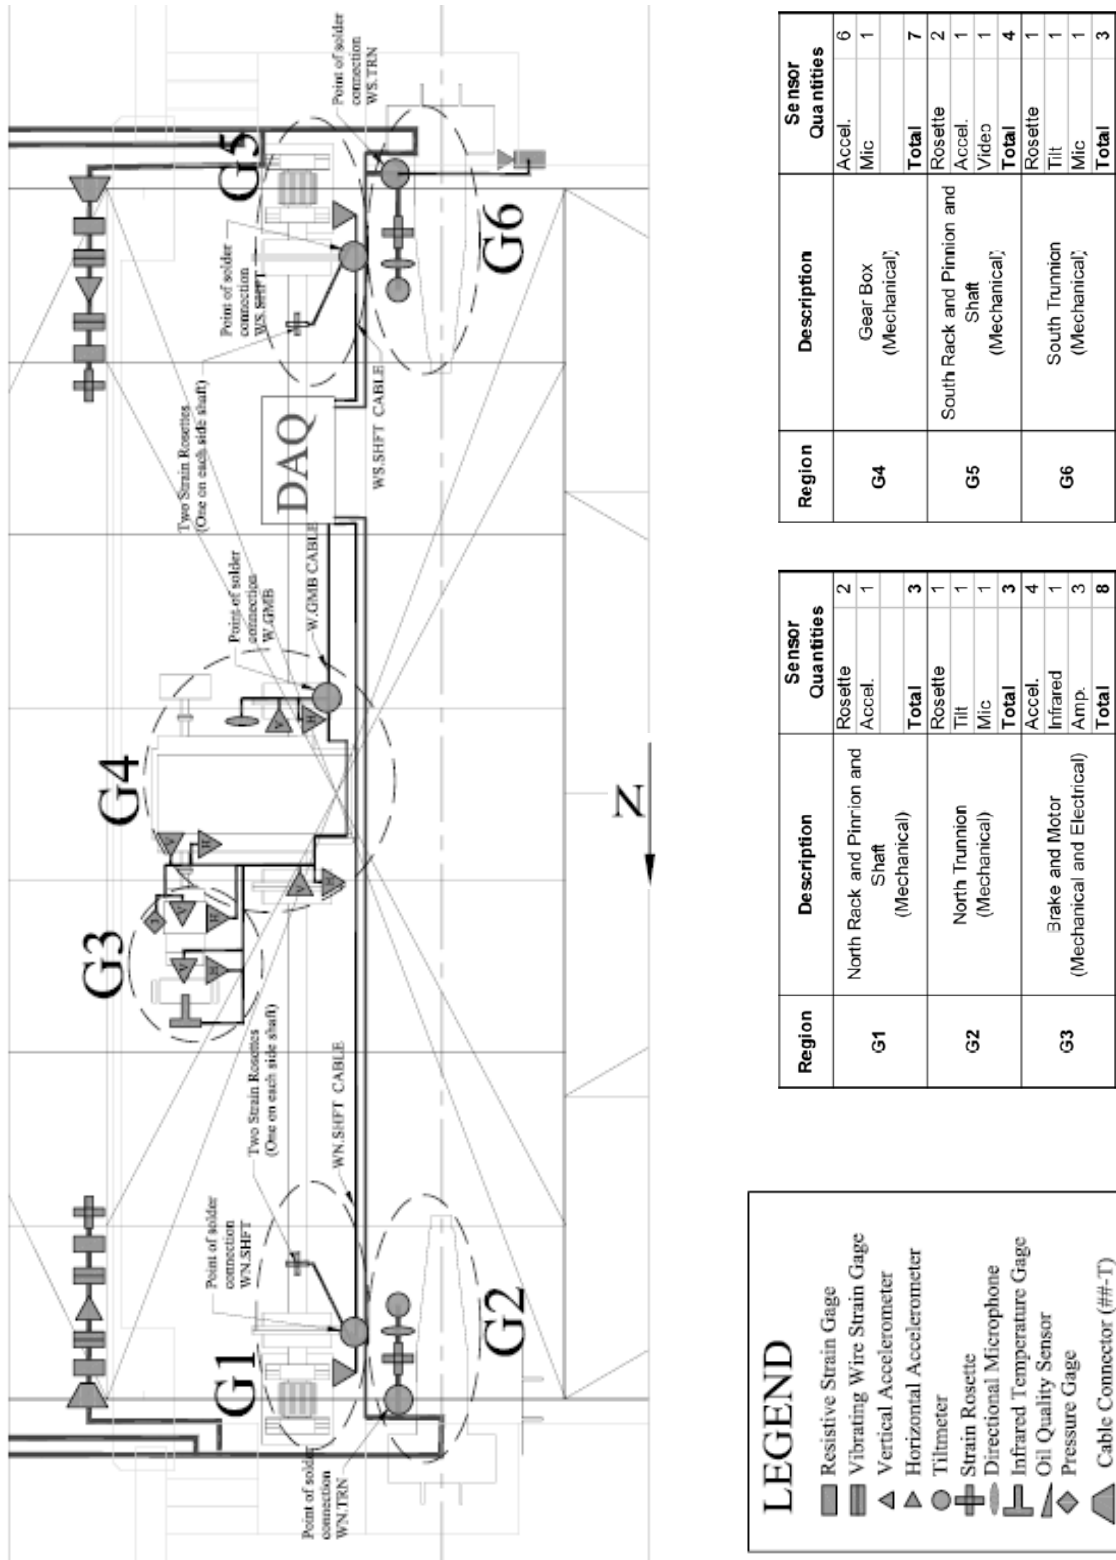 G1
G2
G3
G4
G5
G6
DAQ
N
Point of solder
connection
WN.TRN
Point of solder
connection
WN.SHFT
Two Strain Rosettes
(One on each side shaft)
WN.SHFT CABLE
Point of solder
connection
W.GMB
W.GMB CABLE
Two Strain Rosettes
(One on each side shaft)
Point of solder
connection
WS.SHFT
WS.SHFT CABLE
Point of solder
connection
WS.TRN
V
H
V
H
V
H
V
H
V
H
LEGEND
Resistive Strain Gage
Vibrating Wire Strain Gage
Vertical Accelerometer
Horizontal Accelerometer
Tiltmeter
Strain Rosette
Directional Microphone
Infrared Temperature Gage
Oil Quality Sensor
Pressure Gage
Cable Connector (##-T)
Region Description Sensor
Quantities
G1 North Rack and Pinnion and
Shaft
(Mechanical)
Rosette 2
Accel. 1
Total 3
G2 North Trunnion
(Mechanical)
Rosette 1
Tilt 1
Mic 1
Total 3
G3 Brake and Motor
(Mechanical and Electrical)
Accel. 4
Infrared 1
Amp. 3
Total 8
Region Description Sensor
Quantities
G4 Gear Box
(Mechanical)
Accel. 6
Mic 1
Total 7
G5 South Rack and Pinnion and
Shaft
(Mechanical)
Rosette 2
Accel. 1
Video 1
Total 4
G6 South Trunnion
(Mechanical)
Rosette 1
Tilt 1
Mic 1
Total 3